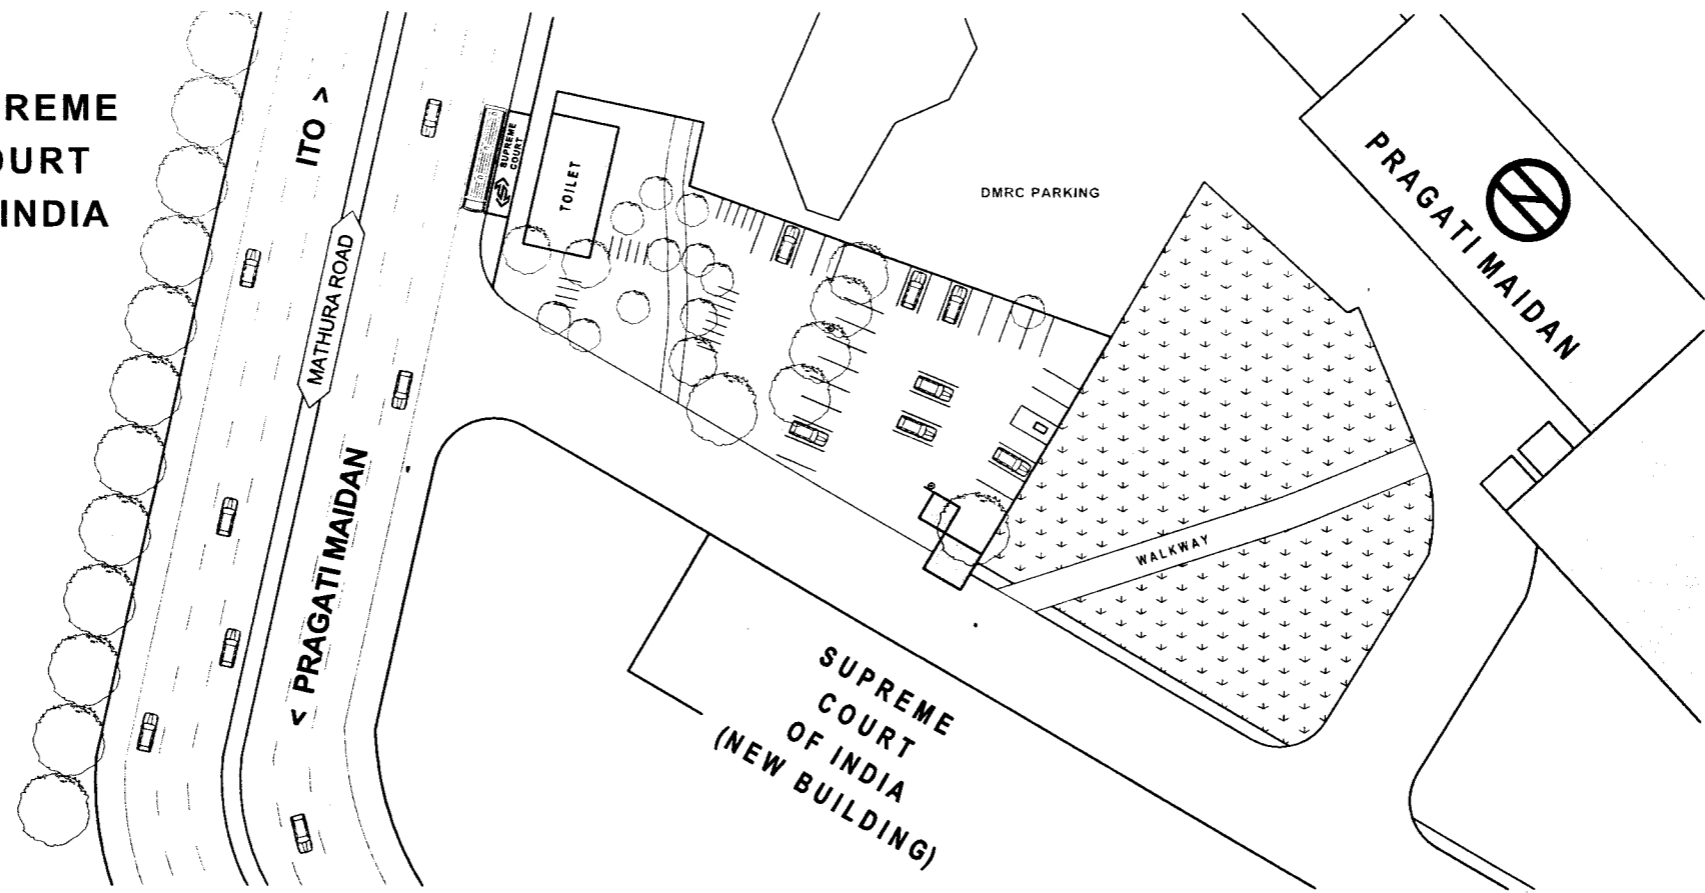 REME
OURT
INDIA
ITO >
MATHURA ROAD
< PRAGATI MAIDAN
SUPREME
COURT
TOILET
DMRC PARKING
PRAGATI MAIDAN
WALKWAY
SUPREME
COURT
OF INDIA
(NEW BUILDING)